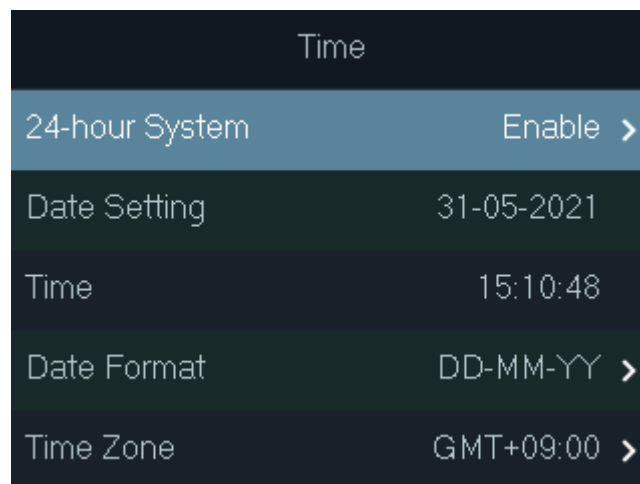 Time
24-hour System Enable >
Date Setting 31-05-2021
Time 15:10:48
Date Format DD-MM-YY >
Time Zone GMT+09:00 >